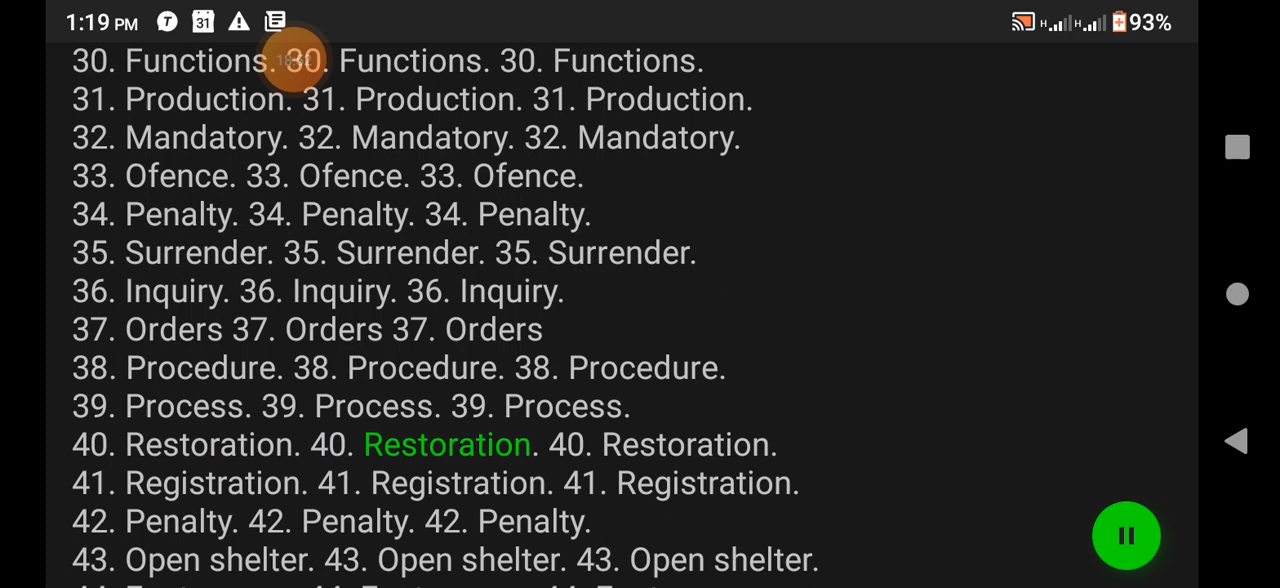 1:19 PM T 31 H H 93%
30. Functions. 30. Functions. 30. Functions.
31. Production. 31. Production. 31. Production.
32. Mandatory. 32. Mandatory. 32. Mandatory.
33. Ofence. 33. Ofence. 33. Ofence.
34. Penalty. 34. Penalty. 34. Penalty.
35. Surrender. 35. Surrender. 35. Surrender.
36. Inquiry. 36. Inquiry. 36. Inquiry.
37. Orders 37. Orders 37. Orders
38. Procedure. 38. Procedure. 38. Procedure.
39. Process. 39. Process. 39. Process.
40. Restoration. 40. Restoration. 40. Restoration.
41. Registration. 41. Registration. 41. Registration.
42. Penalty. 42. Penalty. 42. Penalty.
43. Open shelter. 43. Open shelter. 43. Open shelter.